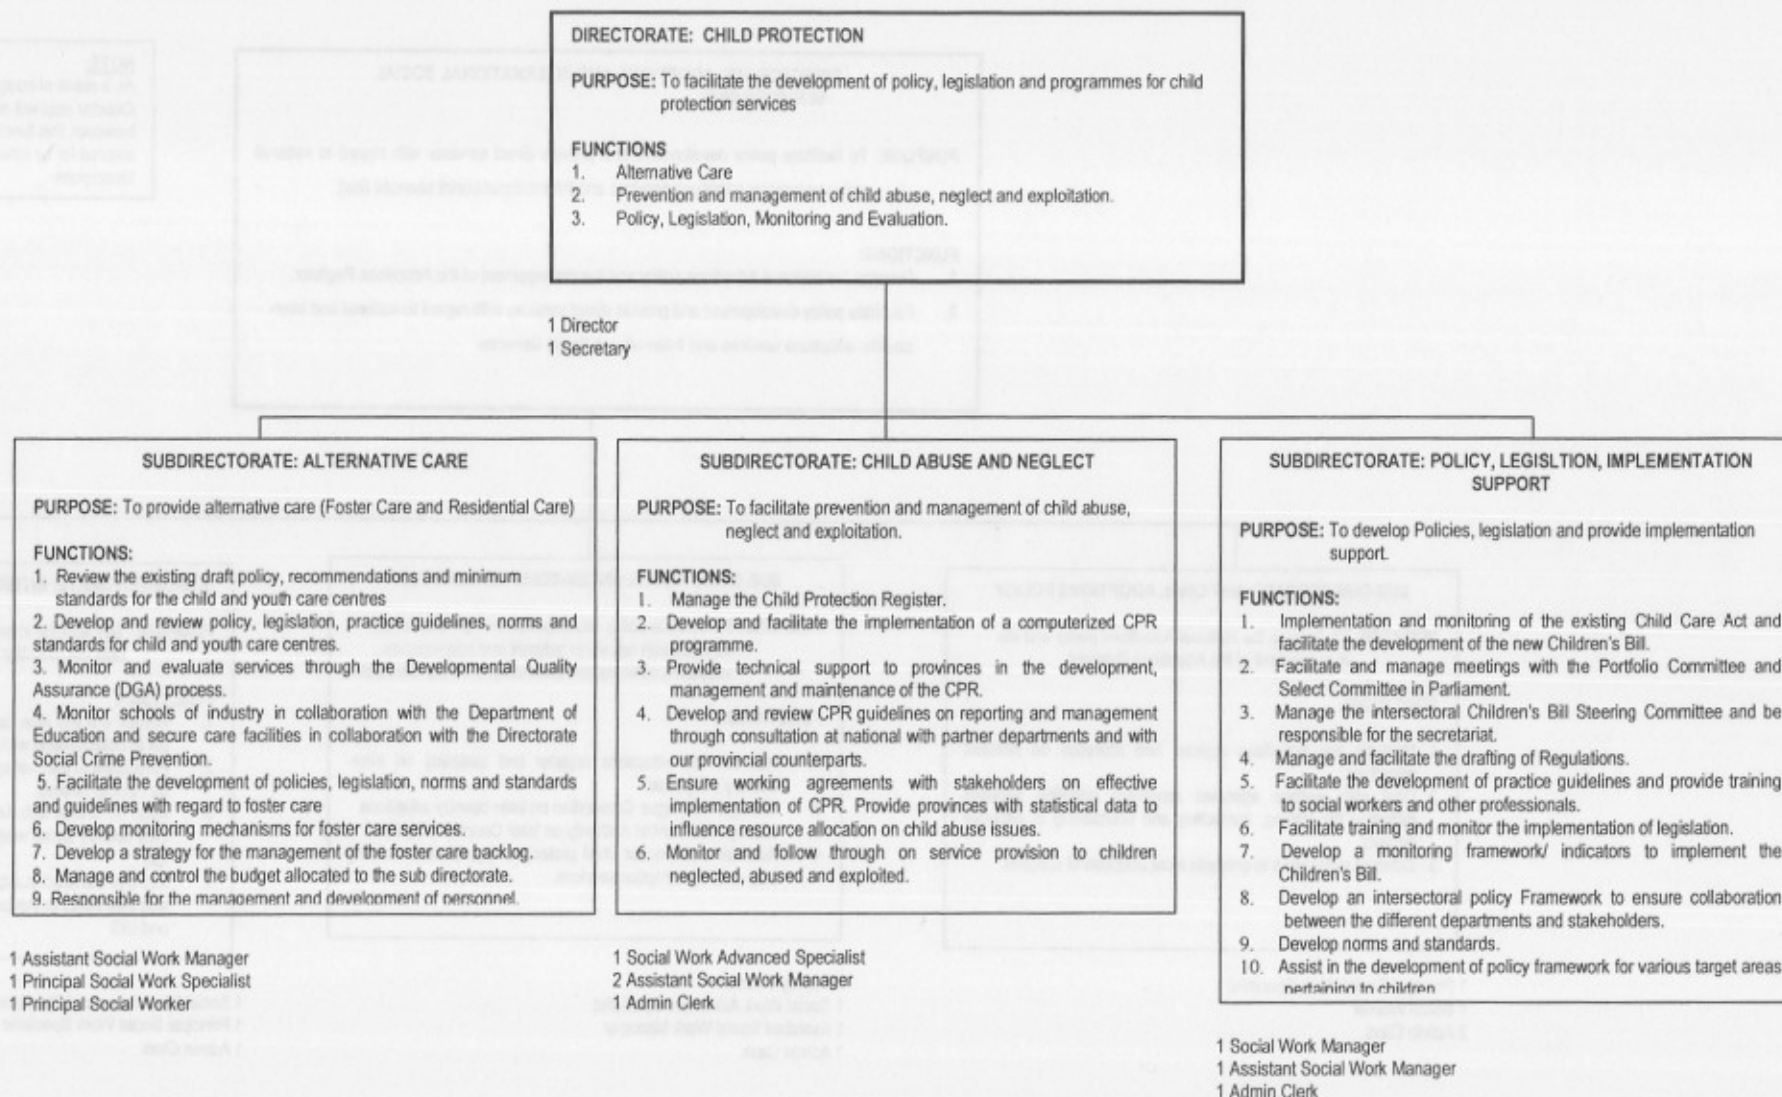 DIRECTORATE: CHILD PROTECTION
PURPOSE: To facilitate the development of policy, legislation and programmes for child
protection services
FUNCTIONS
1. Alternative Care
2. Prevention and management of child abuse, neglect and exploitation.
3. Policy, Legislation, Monitoring and Evaluation.
1 Director
1 Secretary
SUBDIRECTORATE: ALTERNATIVE CARE
PURPOSE: To provide alternative care (Foster Care and Residential Care)
FUNCTIONS:
1. Review the existing draft policy, recommendations and minimum
standards for the child and youth care centres
2. Develop and review policy, legislation, practice guidelines, norms and
standards for child and youth care centres.
3. Monitor and evaluate services through the Developmental Quality
Assurance (DGA) process.
4. Monitor schools of industry in collaboration with the Department of
Education and secure care facilities in collaboration with the Directorate
Social Crime Prevention.
5. Facilitate the development of policies, legislation, norms and standards
and guidelines with regard to foster care
6. Develop monitoring mechanisms for foster care services.
7. Develop a strategy for the management of the foster care backlog.
8. Manage and control the budget allocated to the sub directorate.
9. Responsible for the management and development of personnel.
1 Assistant Social Work Manager
1 Principal Social Work Specialist
1 Principal Social Worker
SUBDIRECTORATE: CHILD ABUSE AND NEGLECT
PURPOSE: To facilitate prevention and management of child abuse,
neglect and exploitation.
FUNCTIONS:
1. Manage the Child Protection Register.
2. Develop and facilitate the implementation of a computerized CPR
programme.
3. Provide technical support to provinces in the development,
management and maintenance of the CPR.
4. Develop and review CPR guidelines on reporting and management
through consultation at national with partner departments and with
our provincial counterparts.
5. Ensure working agreements with stakeholders on effective
implementation of CPR. Provide provinces with statistical data to
influence resource allocation on child abuse issues.
6. Monitor and follow through on service provision to children
neglected, abused and exploited.
1 Social Work Advanced Specialist
2 Assistant Social Work Manager
1 Admin Clerk
SUBDIRECTORATE: POLICY, LEGISLTION, IMPLEMENTATION
SUPPORT
PURPOSE: To develop Policies, legislation and provide implementation
support.
FUNCTIONS:
1. Implementation and monitoring of the existing Child Care Act and
facilitate the development of the new Children's Bill.
2. Facilitate and manage meetings with the Portfolio Committee and
Select Committee in Parliament.
3. Manage the intersectoral Children's Bill Steering Committee and be
responsible for the secretariat.
4. Manage and facilitate the drafting of Regulations.
5. Facilitate the development of practice guidelines and provide training
to social workers and other professionals.
6. Facilitate training and monitor the implementation of legislation.
7. Develop a monitoring framework/ indicators to implement the
Children's Bill.
8. Develop an intersectoral policy Framework to ensure collaboration
between the different departments and stakeholders.
9. Develop norms and standards.
10. Assist in the development of policy framework for various target areas
pertaining to children
1 Social Work Manager
1 Assistant Social Work Manager
1 Admin Clerk